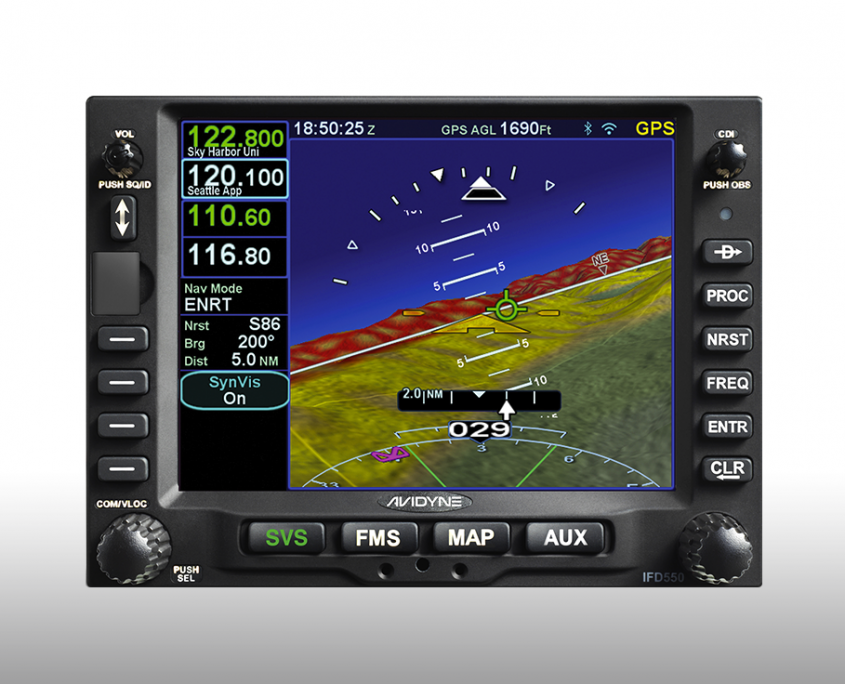 VOL
PUSH SQ/ID
COM/VLOC
PUSH
SEL
122.800
Sky Harbor Uni
120.100
Seattle App
110.60
116.80
Nav Mode
ENRT
Nrst S86
Brg 200°
Dist 5.0 NM
SynVis
On
18:50:25 Z GPS AGL 1690Ft GPS
10 10
5 5
NE
5 5
10
2.0 NM
029
33 3 6
AVIDYNE
SVS FMS MAP AUX
CDI
PUSH OBS
D
PROC
NRST
FREQ
ENTR
CLR
IFD550